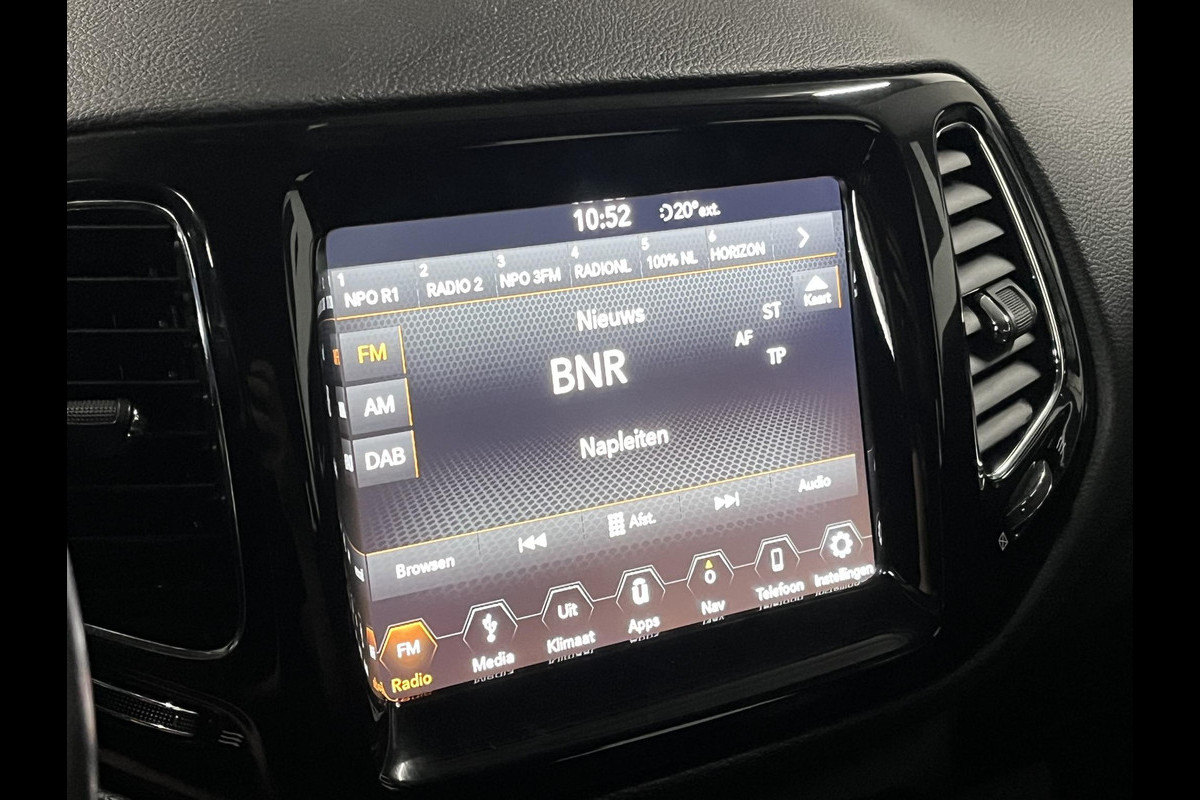 10:52 20° ext.
1 NPO R1
2 RADIO 2
3 NPO 3FM
4 RADIONL
5 100% NL
6 HORIZON
Kaart
Nieuws
ST
AF
TP
BNR
Napleiten
FM
AM
DAB
Browsen
Afst.
Audio
FM
Radio
Media
Uit
Klimaat
Apps
Nav
Telefoon
Instellingen